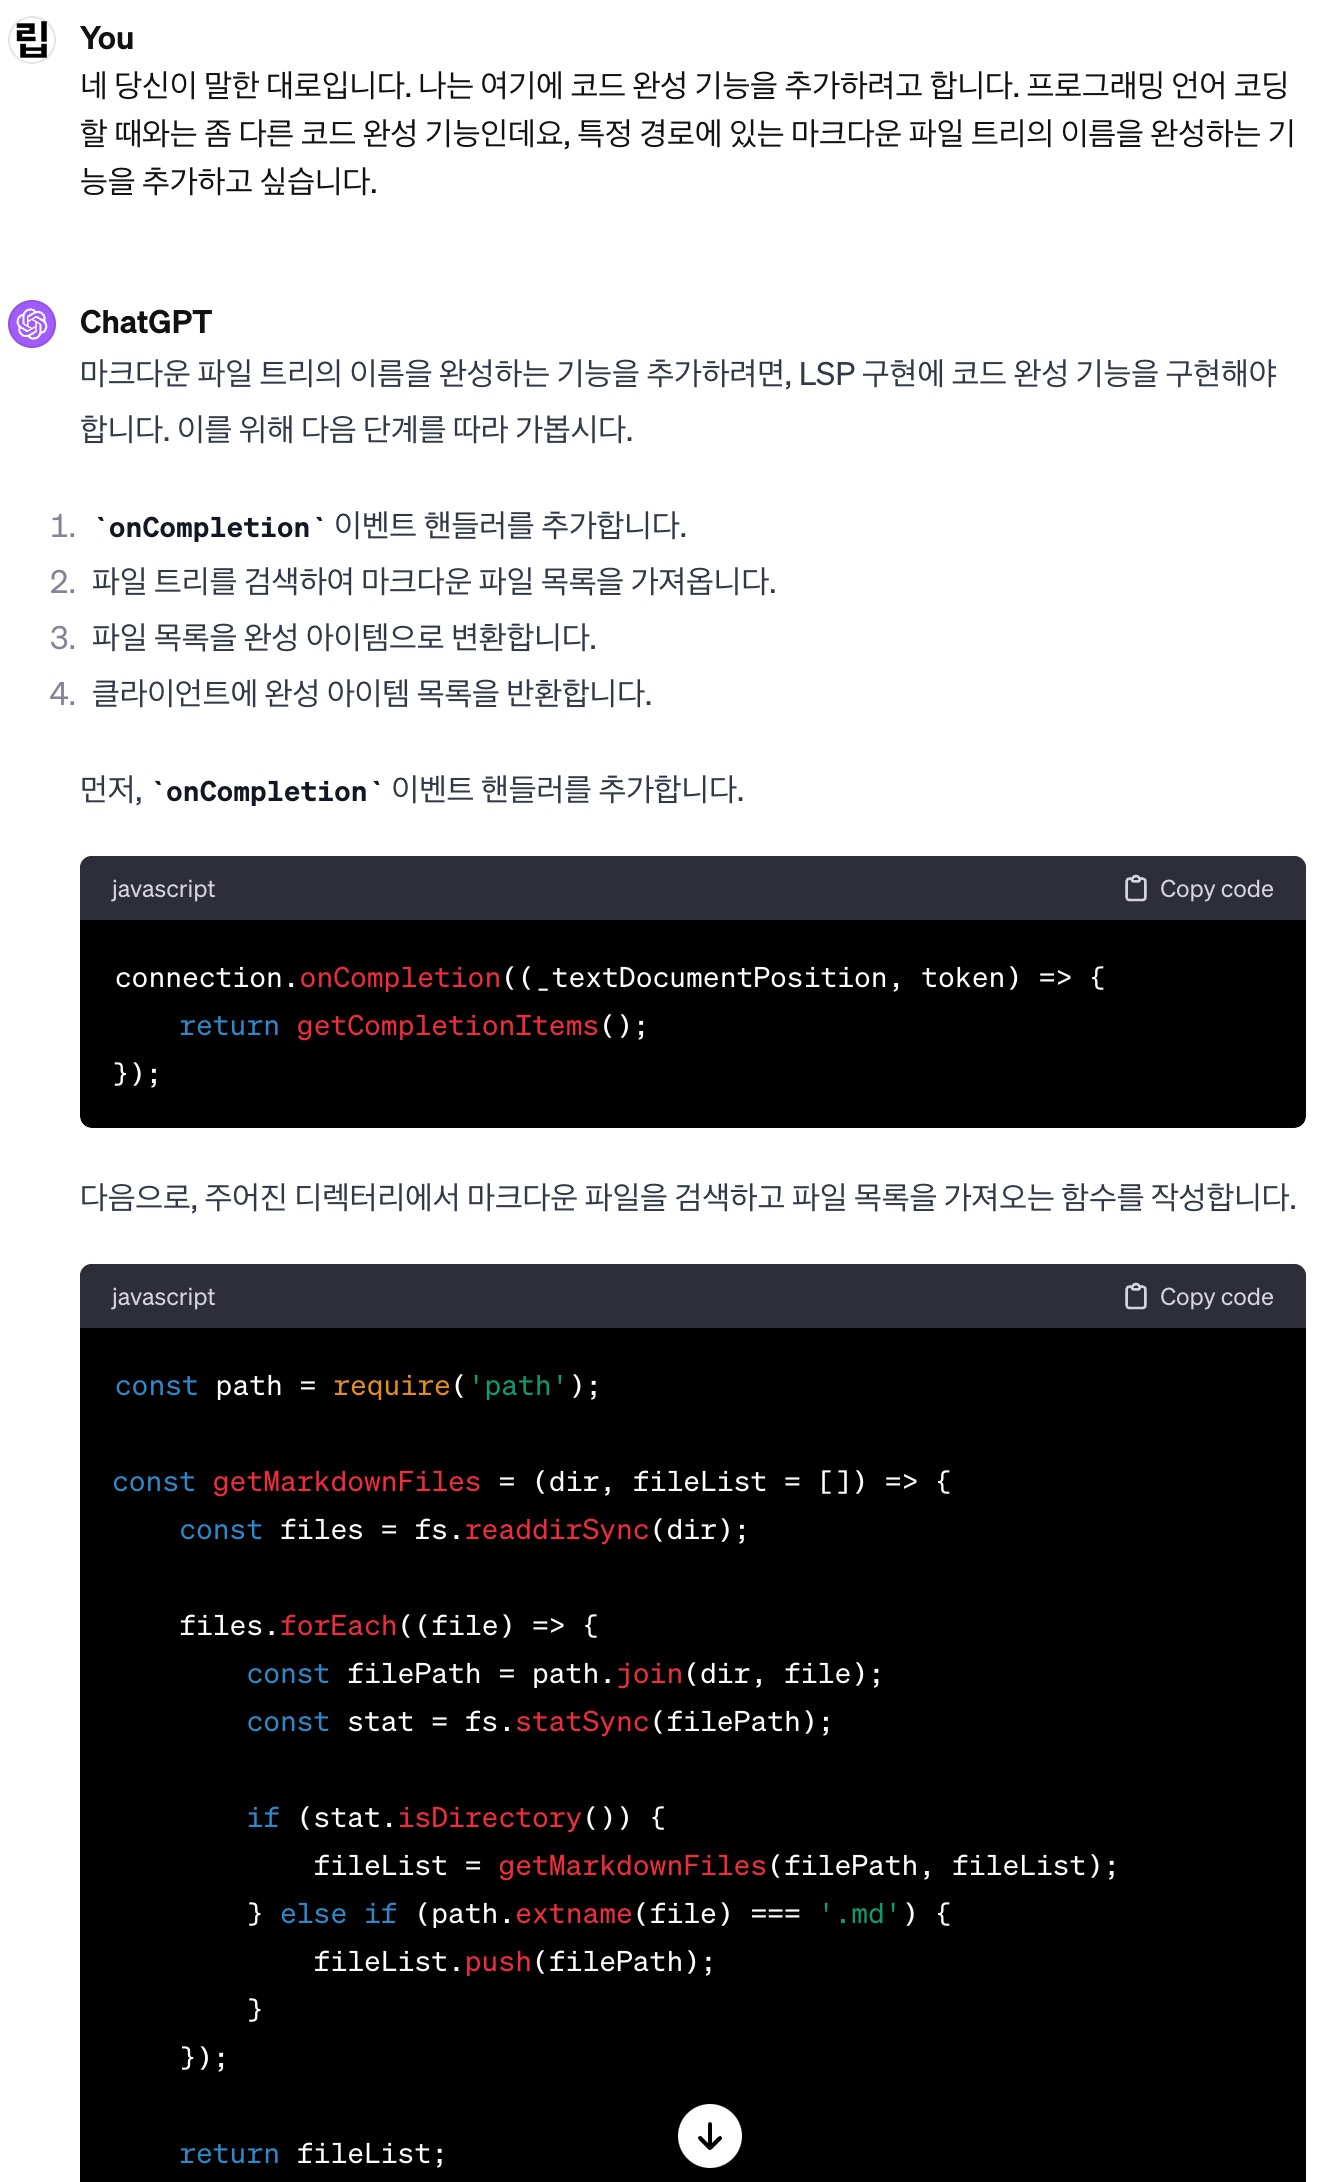 립
You
네 당신이 말한 대로입니다. 나는 여기에 코드 완성 기능을 추가하려고 합니다. 프로그래밍 언어 코딩
할 때와는 좀 다른 코드 완성 기능인데요, 특정 경로에 있는 마크다운 파일 트리의 이름을 완성하는 기
능을 추가하고 싶습니다.
ChatGPT
마크다운 파일 트리의 이름을 완성하는 기능을 추가하려면, LSP 구현에 코드 완성 기능을 구현해야
합니다. 이를 위해 다음 단계를 따라 가봅시다.
1. `onCompletion` 이벤트 핸들러를 추가합니다.
2. 파일 트리를 검색하여 마크다운 파일 목록을 가져옵니다.
3. 파일 목록을 완성 아이템으로 변환합니다.
4. 클라이언트에 완성 아이템 목록을 반환합니다.
먼저, `onCompletion` 이벤트 핸들러를 추가합니다.
javascript
Copy code
connection.onCompletion((_textDocumentPosition, token) => {
    return getCompletionItems();
});
다음으로, 주어진 디렉터리에서 마크다운 파일을 검색하고 파일 목록을 가져오는 함수를 작성합니다.
javascript
Copy code
const path = require('path');
const getMarkdownFiles = (dir, fileList = []) => {
    const files = fs.readdirSync(dir);
    files.forEach((file) => {
        const filePath = path.join(dir, file);
        const stat = fs.statSync(filePath);
        if (stat.isDirectory()) {
            fileList = getMarkdownFiles(filePath, fileList);
        } else if (path.extname(file) === '.md') {
            fileList.push(filePath);
        }
    });
    return fileList;